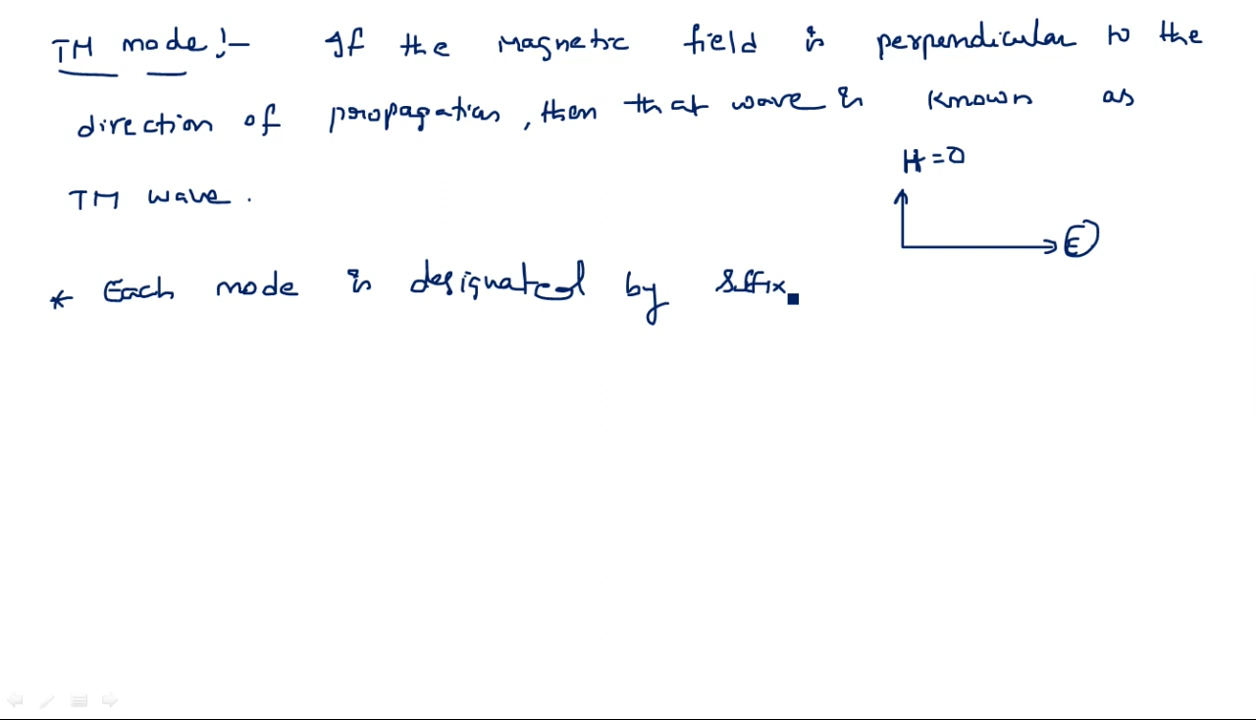 TM mode :- If the Magnetic field is perpendicular to the
direction of propagation, then that wave is known as
H = 0
TM wave.
E
* Each mode is designated by Suffix